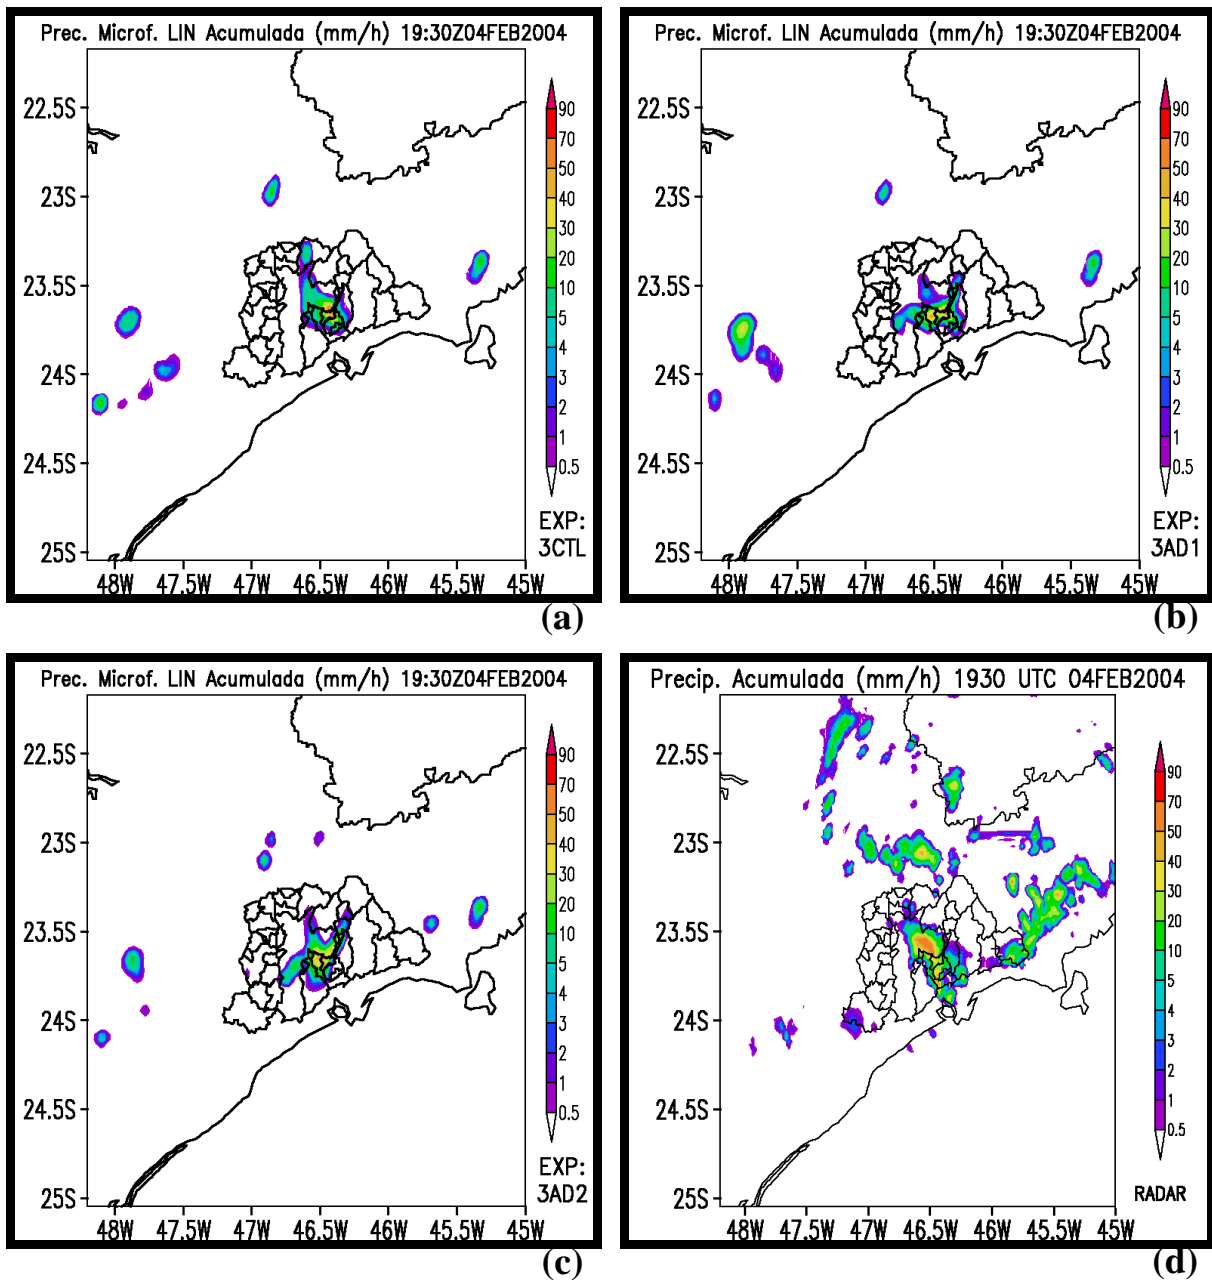 Prec. Microf. LIN Acumulada (mm/h) 19:30Z04FEB2004
22.5S
23S
23.5S
24S
24.5S
25S
48W 47.5W 47W 46.5W 46W 45.5W 45W
90
70
50
40
30
20
10
5
4
3
2
1
0.5
EXP:
3CTL
(a)
Prec. Microf. LIN Acumulada (mm/h) 19:30Z04FEB2004
22.5S
23S
23.5S
24S
24.5S
25S
48W 47.5W 47W 46.5W 46W 45.5W 45W
90
70
50
40
30
20
10
5
4
3
2
1
0.5
EXP:
3AD1
(b)
Prec. Microf. LIN Acumulada (mm/h) 19:30Z04FEB2004
22.5S
23S
23.5S
24S
24.5S
25S
48W 47.5W 47W 46.5W 46W 45.5W 45W
90
70
50
40
30
20
10
5
4
3
2
1
0.5
EXP:
3AD2
(c)
Precip. Acumulada (mm/h) 1930 UTC 04FEB2004
22.5S
23S
23.5S
24S
24.5S
25S
48W 47.5W 47W 46.5W 46W 45.5W 45W
90
70
50
40
30
20
10
5
4
3
2
1
0.5
RADAR
(d)